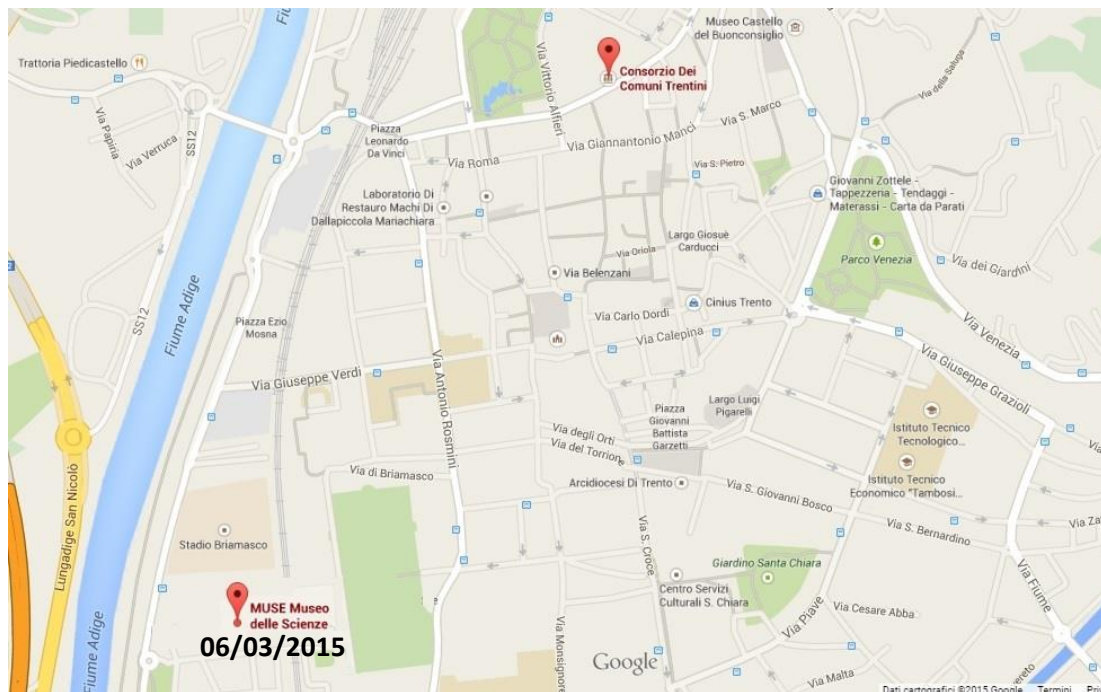 Fiu
Museo Castello
del Buonconsiglio
Trattoria Piedicastello
Via Vittorio Alfieri
Consorzio Dei
Comuni Trentini
Via della Saluga
Via Papiria
Via Verruca
SS12
Piazza
Leonardo
Da Vinci
Via Roma
Via Giannantonio Manci
Via S. Marco
Via S. Pietro
Laboratorio Di
Restauro Machi Di
Dallapiccola Mariachiara
Giovanni Zottele -
Tappezzeria - Tendaggi -
Materassi - Carta da Parati
Largo Giosuè
Carducci
Via Oriola
Parco Venezia
Via dei Giardini
Via Belenzani
Fiume Adige
SS12
Piazza Ezio
Mosna
Cinius Trento
Via Carlo Dordi
Via Calepina
Via Venezia
Via Giuseppe Verdi
Via Antonio Rosmini
Via Giuseppe Grazioli
Largo Luigi
Pigarelli
Piazza
Giovanni
Battista
Garzetti
Istituto Tecnico
Tecnologico...
Via degli Orti
Via del Torrione
Via di Briamasco
Arcidiocesi Di Trento
Istituto Tecnico
Economico "Tambosi...
Via S. Giovanni Bosco
Via S. Bernardino
Via Za
Lungadige San Nicolò
Stadio Briamasco
Via S. Croce
Giardino Santa Chiara
Centro Servizi
Culturali S. Chiara
Via Fiume
MUSE Museo
delle Scienze
06/03/2015
Via Cesare Abba
Via Piave
Fiume Adige
Via Monsignore
Google
Via Malta
Dati cartografici ©2015 Google Termini Pri